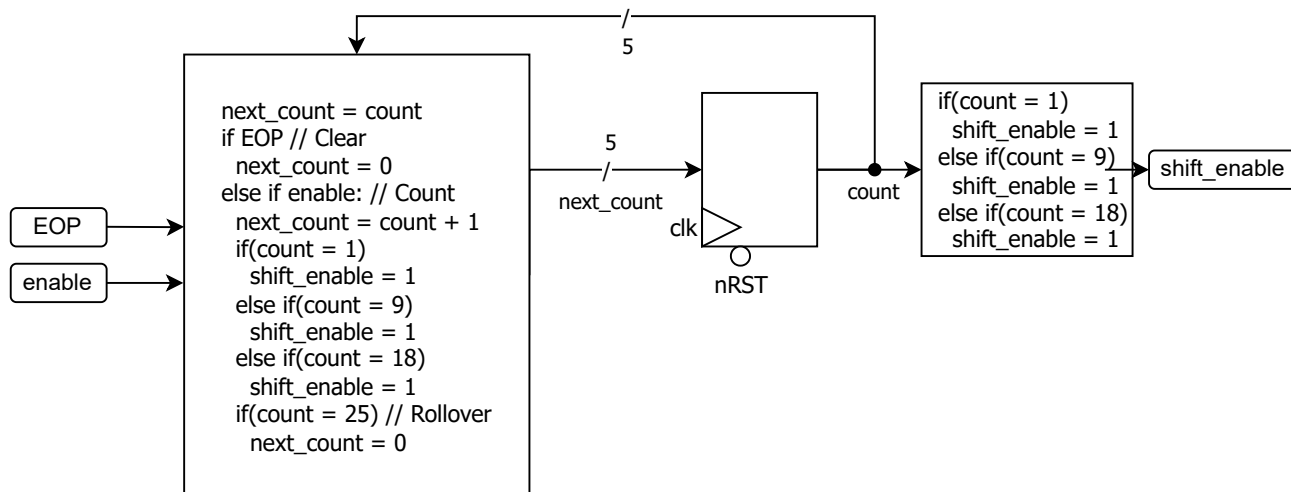 /
5
next_count = count
if EOP // Clear
next_count = 0
else if enable: // Count
next_count = count + 1
if(count = 1)
shift_enable = 1
else if(count = 9)
shift_enable = 1
else if(count = 18)
shift_enable = 1
if(count = 25) // Rollover
next_count = 0
EOP
enable
5
/
next_count
clk
nRST
count
if(count = 1)
shift_enable = 1
else if(count = 9)
shift_enable = 1
else if(count = 18)
shift_enable = 1
shift_enable